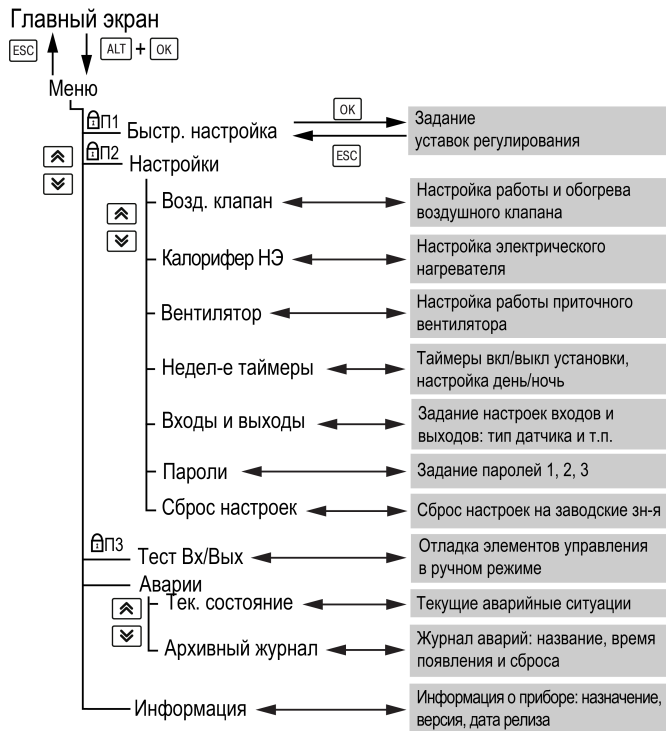 Главный экран
ESC
ALT + OK
Меню
П1
Быстр. настройка
OK
ESC
Задание
уставок регулирования
П2
Настройки
Возд. клапан
Настройка работы и обогрева
воздушного клапана
Калорифер НЭ
Настройка электрического
нагревателя
Вентилятор
Настройка работы приточного
вентилятора
Недел-е таймеры
Таймеры вкл/выкл установки,
настройка день/ночь
Входы и выходы
Задание настроек входов и
выходов: тип датчика и т.п.
Пароли
Задание паролей 1, 2, 3
Сброс настроек
Сброс настроек на заводские зн-я
П3
Тест Вх/Вых
Отладка элементов управления
в ручном режиме
Аварии
Тек. состояние
Текущие аварийные ситуации
Архивный журнал
Журнал аварий: название, время
появления и сброса
Информация
Информация о приборе: назначение,
версия, дата релиза